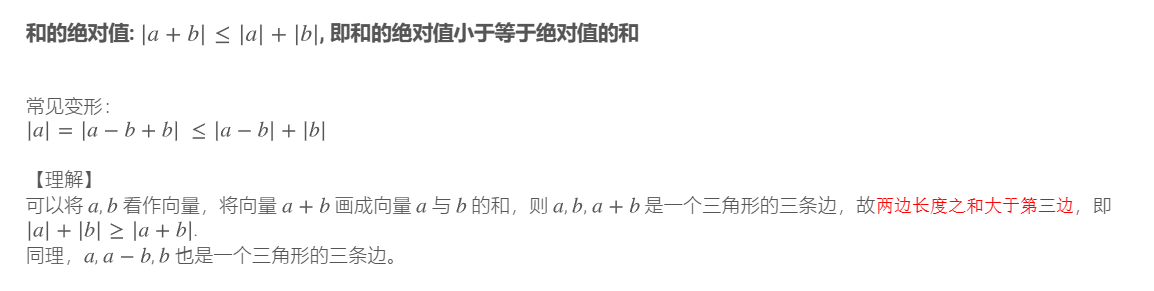 和的绝对值: |a + b| ≤ |a| + |b|, 即和的绝对值小于等于绝对值的和
常见变形：
|a| = |a − b + b| ≤ |a − b| + |b|
【理解】
可以将 a, b 看作向量，将向量 a + b 画成向量 a 与 b 的和，则 a, b, a + b 是一个三角形的三条边，故两边长度之和大于第三边，即
|a| + |b| ≥ |a + b|.
同理，a, a − b, b 也是一个三角形的三条边。